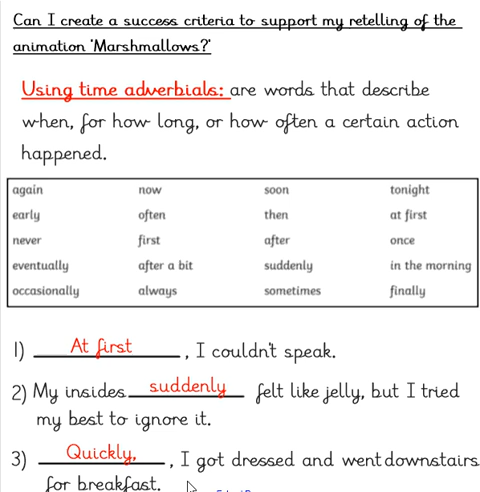 Can I create a success criteria to support my retelling of the
animation 'Marshmallows?'
Using time adverbials: are words that describe
when, for how long, or how often a certain action
happened.
again now soon tonight
early often then at first
never first after once
eventually after a bit suddenly in the morning
occasionally always sometimes finally
1) At first , I couldn't speak.
2) My insides suddenly felt like jelly, but I tried
my best to ignore it.
3) Quickly, , I got dressed and went downstairs
for breakfast.